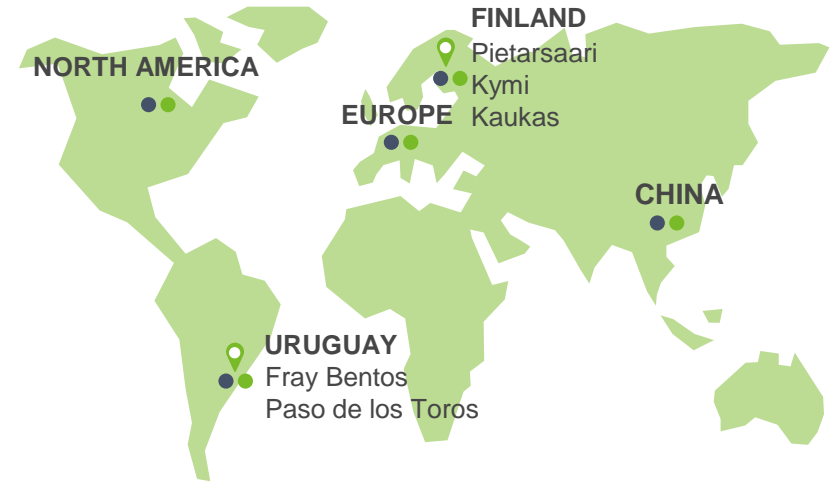 FINLAND
Pietarsaari
NORTH AMERICA
Kymi
EUROPE
Kaukas
CHINA
URUGUAY
Fray Bentos
Paso de los Toros